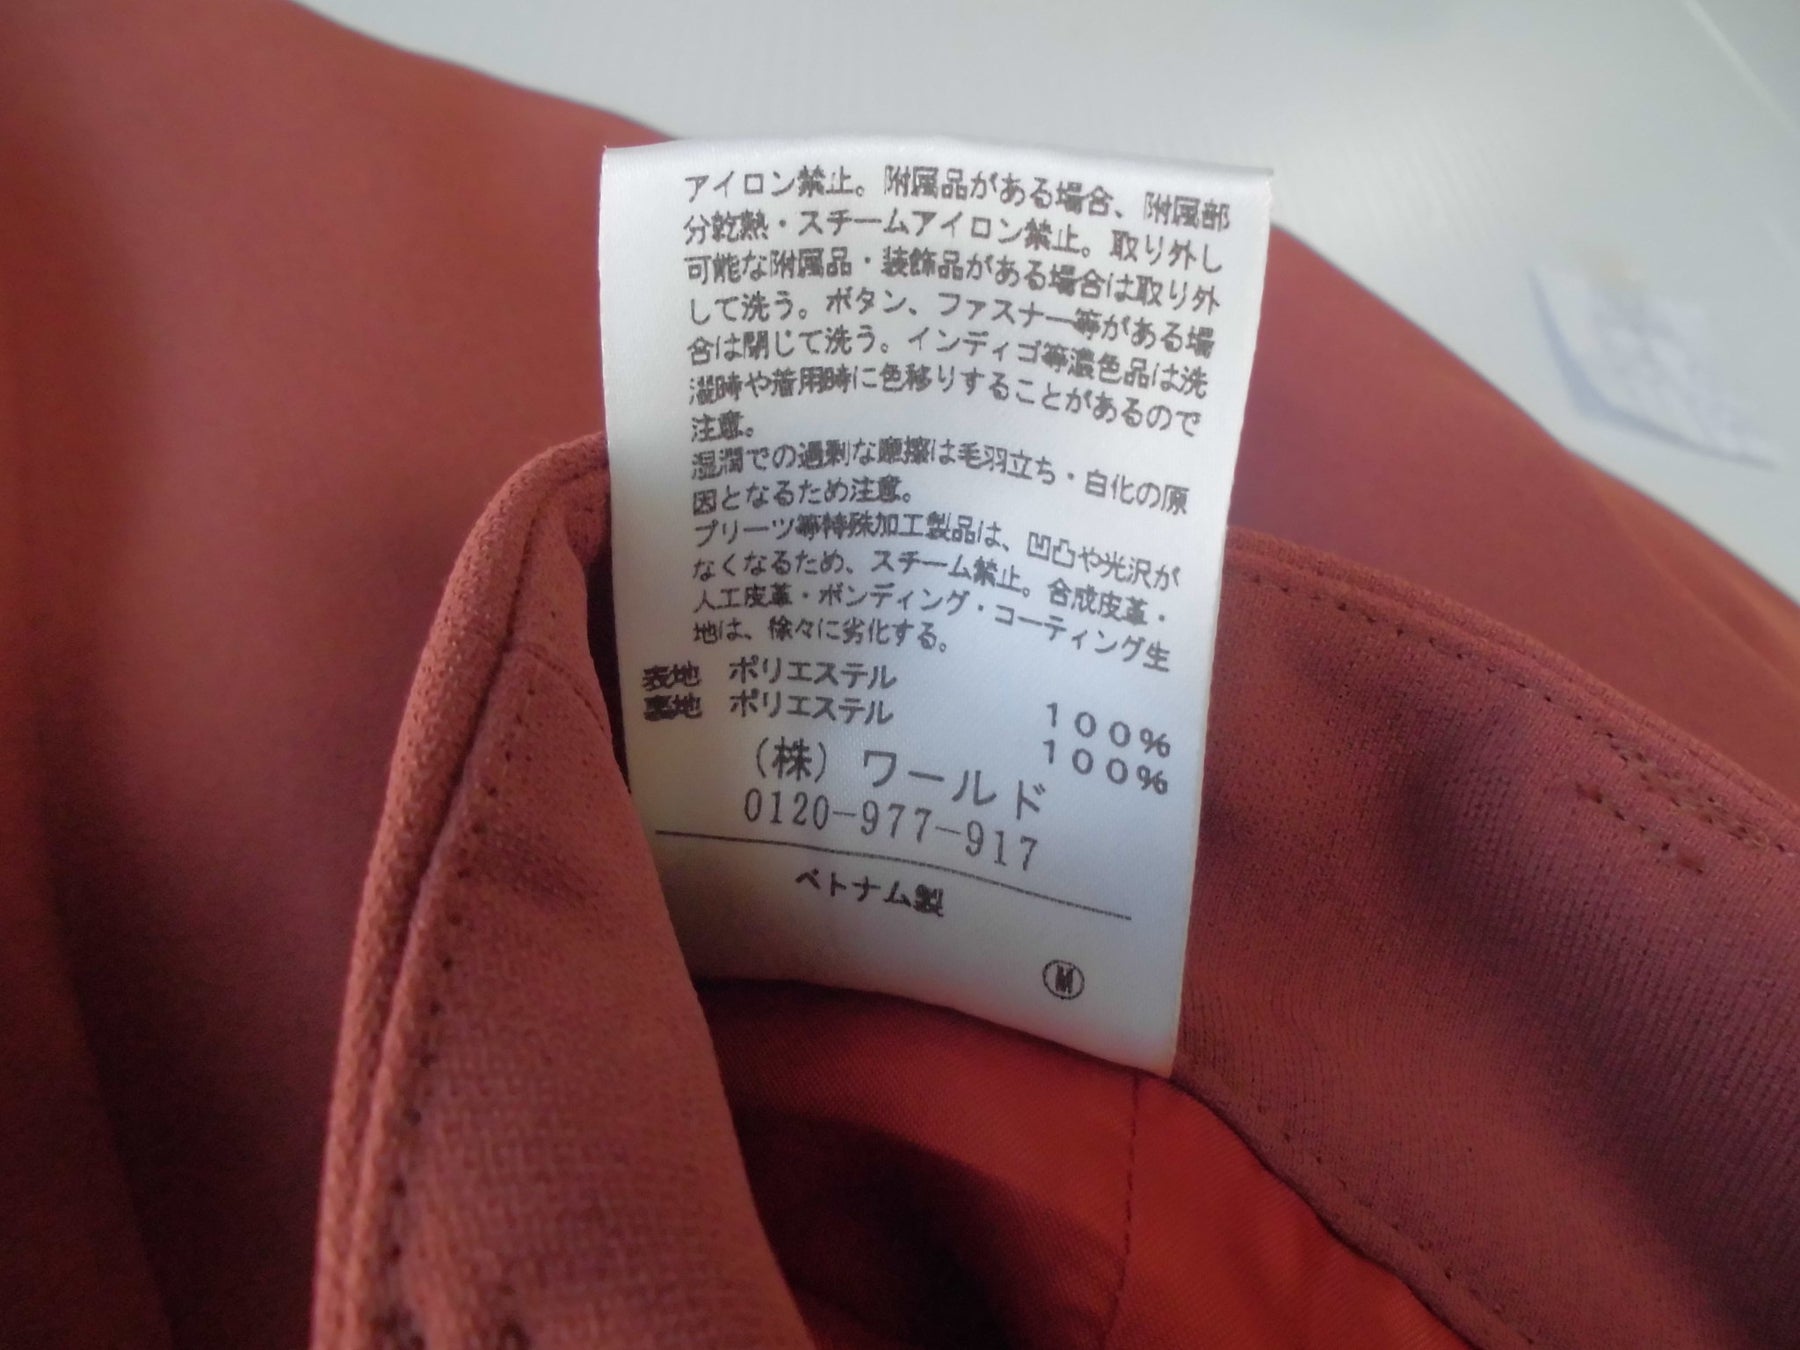 アイロン禁止。附属品がある場合、附属部
分乾熱・スチームアイロン禁止。取り外し
可能な附属品・装飾品がある場合は取り外
して洗う。ボタン、ファスナー等がある場
合は閉じて洗う。インディゴ等濃色品は洗
濯時や着用時に色移りすることがあるので
注意。
湿潤での過剰な摩擦は毛羽立ち・白化の原
因となるため注意。
プリーツ等特殊加工製品は、凹凸や光沢が
なくなるため、スチーム禁止。合成皮革・
人工皮革・ボンディング・コーティング生
地は、徐々に劣化する。
表地 ポリエステル 100%
裏地 ポリエステル 100%
(株) ワールド
0120-977-917
ベトナム製
Ⓜ